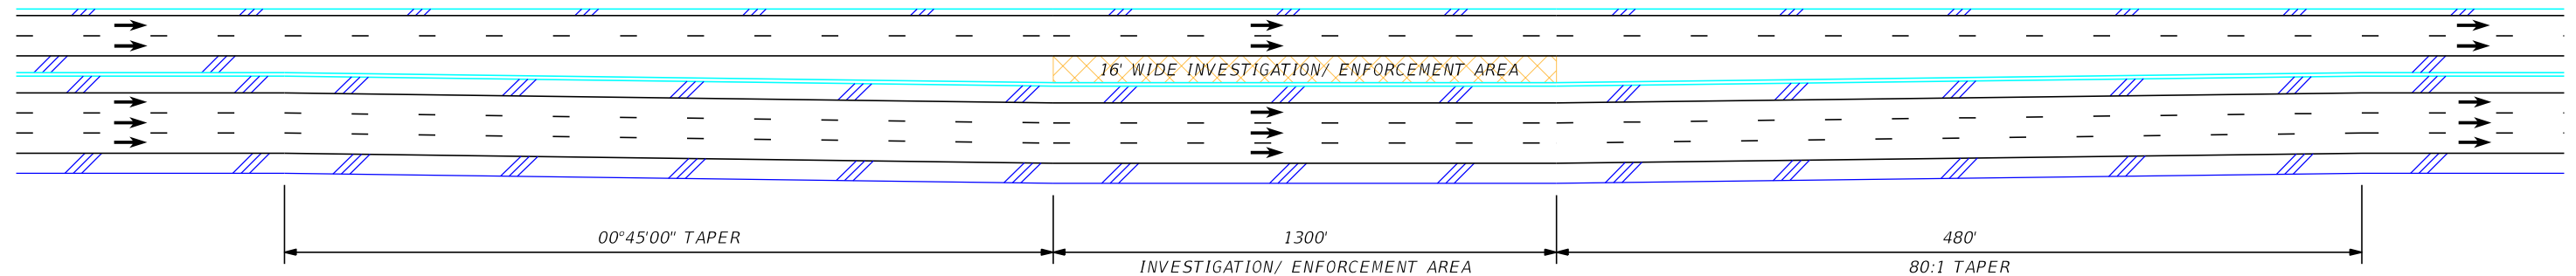 16' WIDE INVESTIGATION/ ENFORCEMENT AREA
00°45'00" TAPER
1300'
480'
INVESTIGATION/ ENFORCEMENT AREA
80:1 TAPER